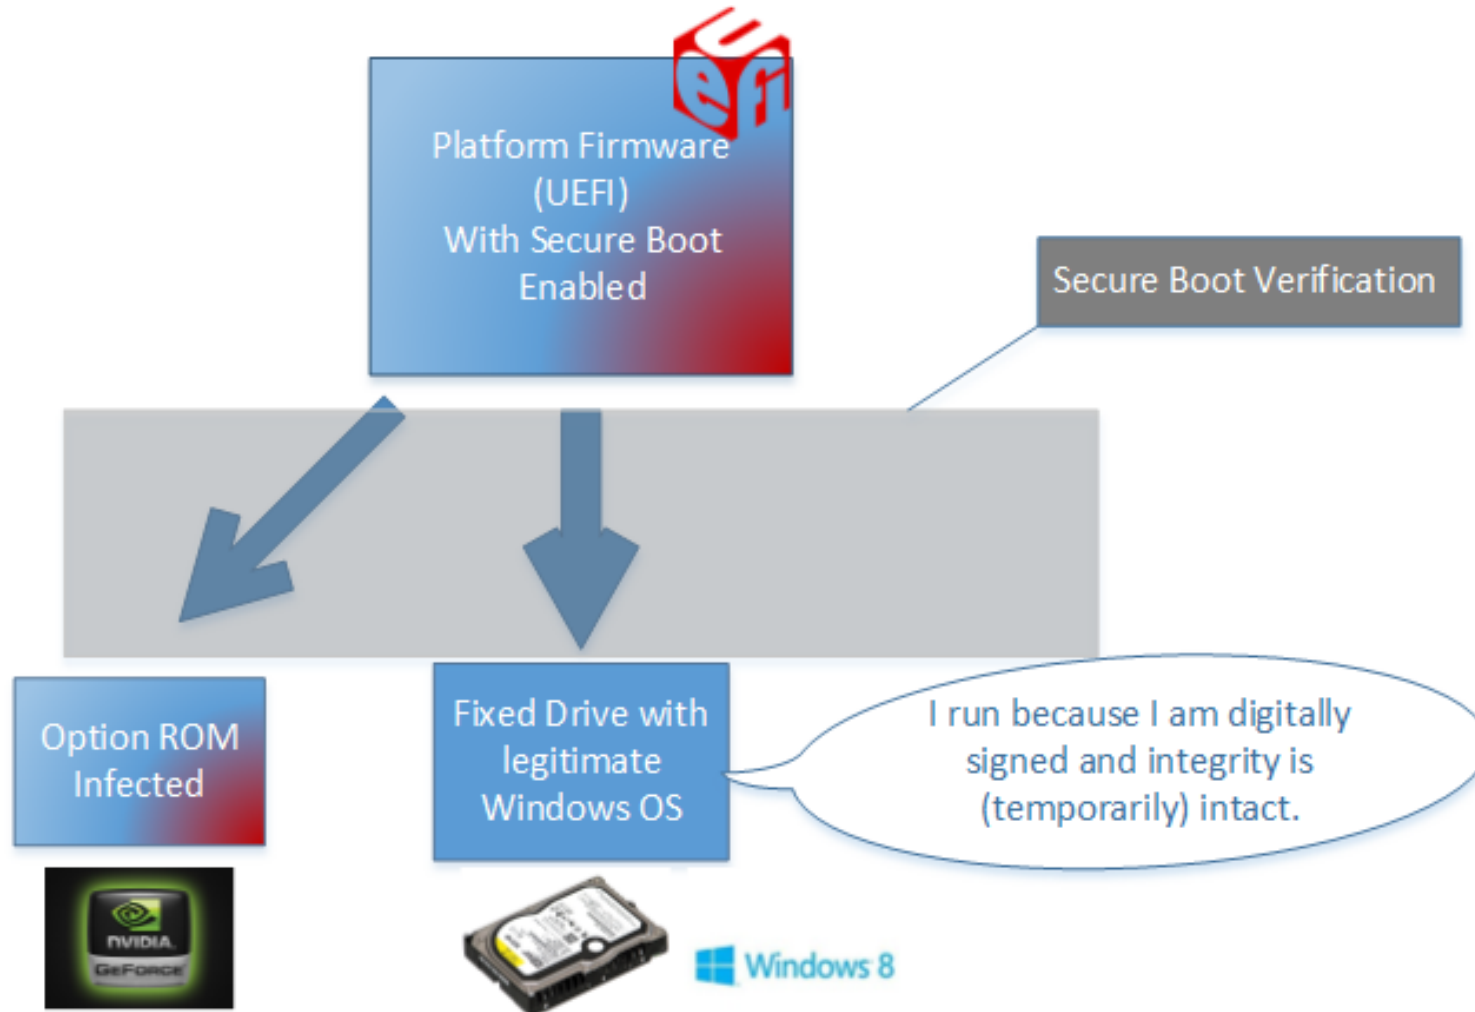 uefi
Platform Firmware
(UEFI)
With Secure Boot
Enabled
Secure Boot Verification
Option ROM
Infected
Fixed Drive with
legitimate
Windows OS
I run because I am digitally
signed and integrity is
(temporarily) intact.
NVIDIA.
GEFORCE
Windows 8